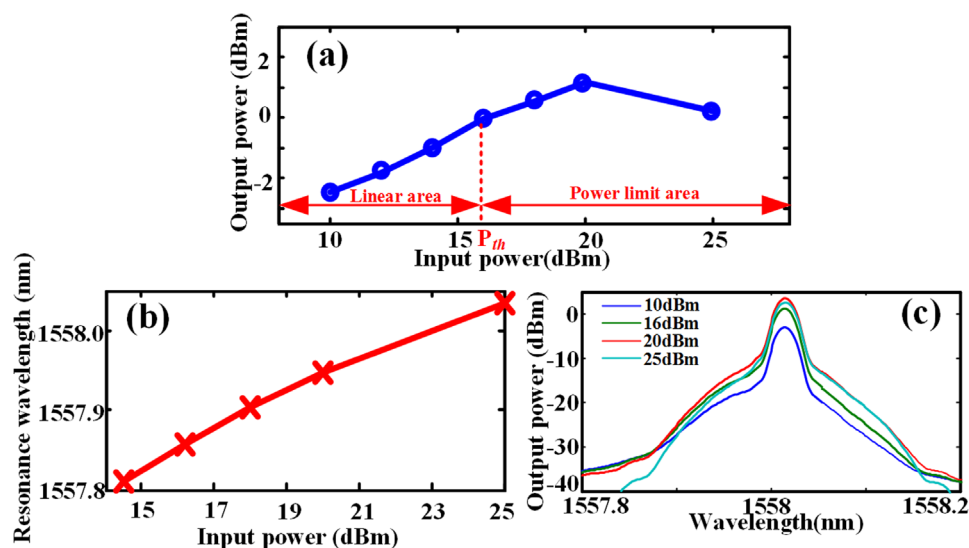 (a)
Output power (dBm)
2
0
-2
Linear area
Power limit area
10
15
20
25
P_th
Input power(dBm)
(b)
Resonance wavelength (nm)
1558.0
1557.9
1557.8
15
17
19
21
23
25
Input power (dBm)
(c)
10dBm
16dBm
20dBm
25dBm
Output power (dBm)
0
-10
-20
-30
-40
1557.8
1558
1558.2
Wavelength(nm)